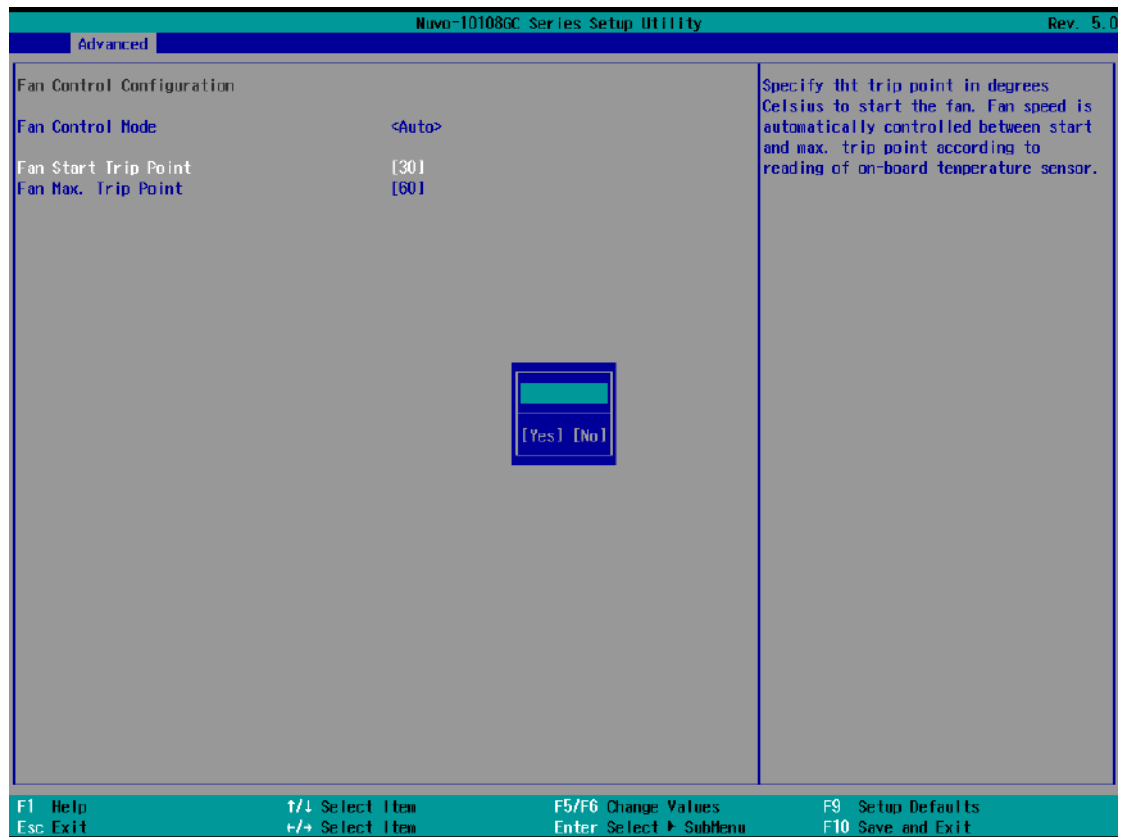 Nuvo-10108GC Series Setup Utility Rev. 5.0
Advanced
Fan Control Configuration
Fan Control Mode <Auto>
Fan Start Trip Point [30]
Fan Max. Trip Point [60]
Specify tht trip point in degrees
Celsius to start the fan. Fan speed is
automatically controlled between start
and max. trip point according to
reading of on-board temperature sensor.
[Yes] [No]
F1 Help ↑/↓ Select Item F5/F6 Change Values F9 Setup Defaults
Esc Exit ←/→ Select Item Enter Select ▶ SubMenu F10 Save and Exit